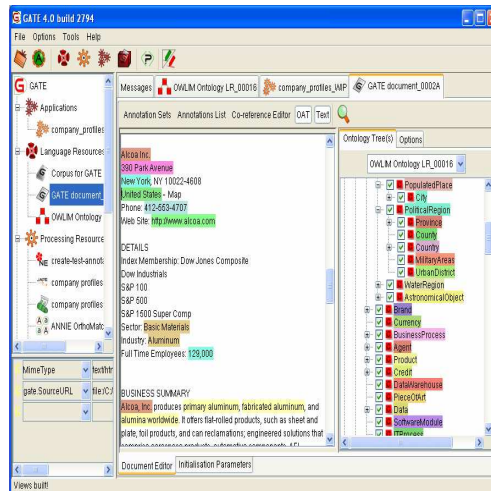 GATE 4.0 build 2794
File Options Tools Help
GATE
Applications
company_profiles
Language Resources
Corpus for GATE
GATE document_
OWLIM Ontology
Processing Resource
create-test-annota
company profiles
company profiles
ANNIE OrthoMatc
MimeType
text/htr
gate.SourceURL
file:/C:/
Views built!
Messages
OWLIM Ontology LR_00016
company_profiles_WIP
GATE document_0002A
Annotation Sets Annotations List Co-reference Editor OAT Text
Alcoa Inc.
390 Park Avenue
New York, NY 10022-4608
United States - Map
Phone: 412-553-4707
Web Site: http://www.alcoa.com
DETAILS
Index Membership: Dow Jones Composite
Dow Industrials
S&P 100
S&P 500
S&P 1500 Super Comp
Sector: Basic Materials
Industry: Aluminum
Full Time Employees: 129,000
BUSINESS SUMMARY
Alcoa, Inc. produces primary aluminum, fabricated aluminum, and
alumina worldwide. It offers flat-rolled products, such as sheet and
plate, foil products, and can reclamations; engineered solutions that
Document Editor
Initialisation Parameters
Ontology Tree(s)
Options
OWLIM Ontology LR_00016
PopulatedPlace
City
PoliticalRegion
Province
County
Country
MilitaryAreas
UrbanDistrict
WaterRegion
AstronomicalObject
Brand
Currency
BusinessProcess
Agent
Product
Credit
DataWarehouse
PieceOfArt
Data
SoftwareModule
ITProcess